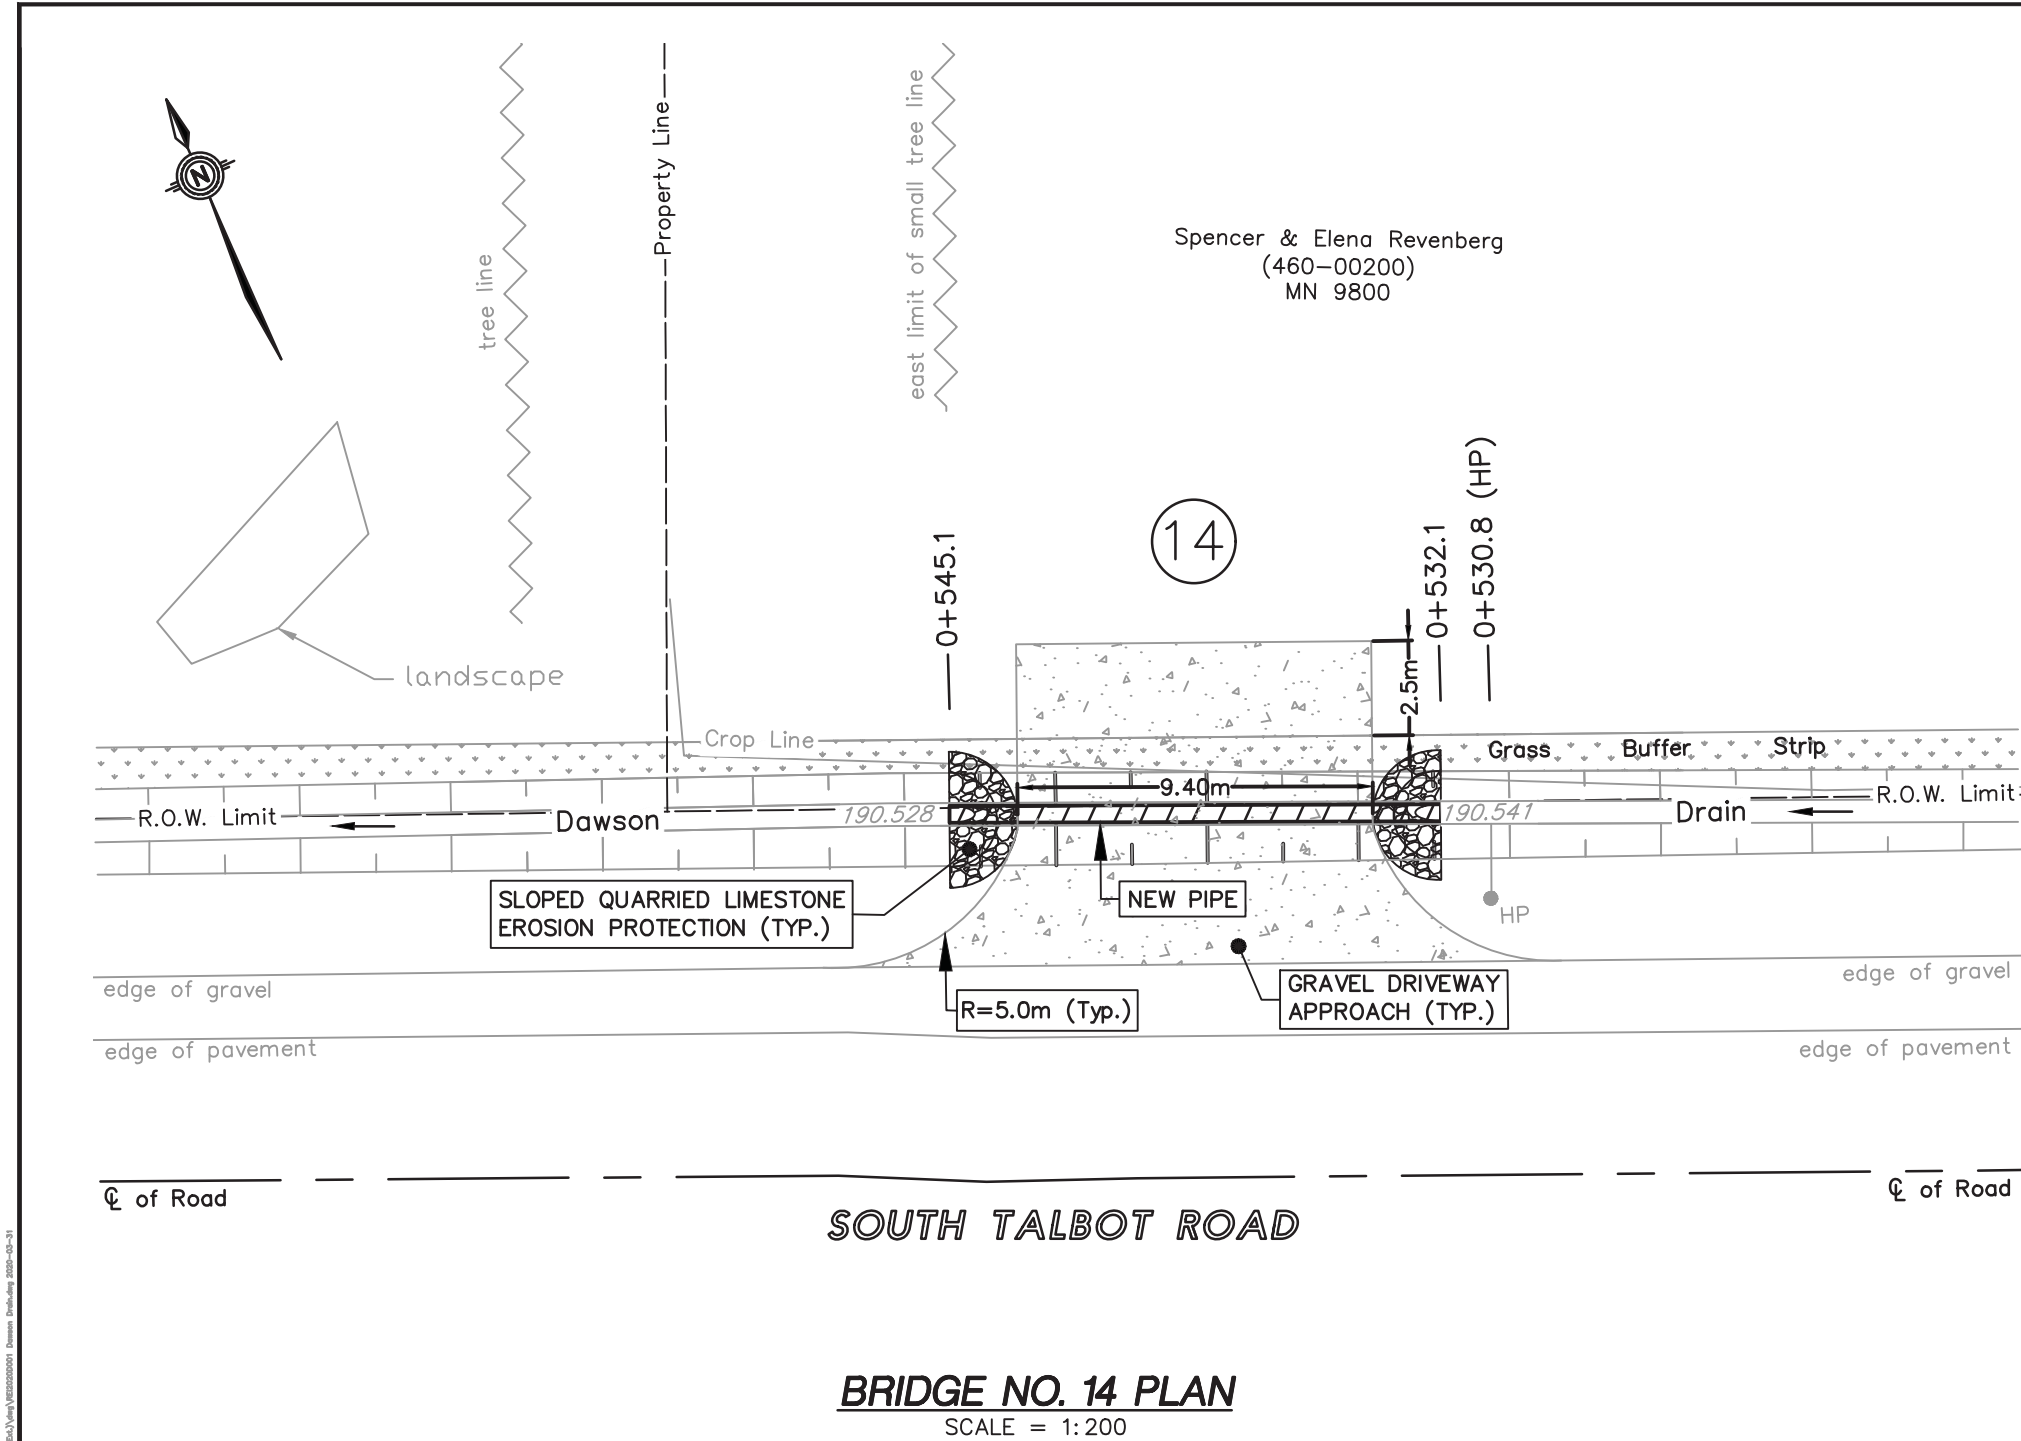 N
tree line
Property Line
east limit of small tree line
Spencer & Elena Revenberg
(460-00200)
MN 9800
14
0+545.1
0+532.1
0+530.8 (HP)
landscape
2.5m
Crop Line
Grass Buffer Strip
9.40m
R.O.W. Limit
Dawson
190.528
190.541
Drain
R.O.W. Limit
SLOPED QUARRIED LIMESTONE
EROSION PROTECTION (TYP.)
NEW PIPE
HP
edge of gravel
R=5.0m (Typ.)
GRAVEL DRIVEWAY
APPROACH (TYP.)
edge of gravel
edge of pavement
edge of pavement
℄ of Road
℄ of Road
SOUTH TALBOT ROAD
BRIDGE NO. 14 PLAN
SCALE = 1:200